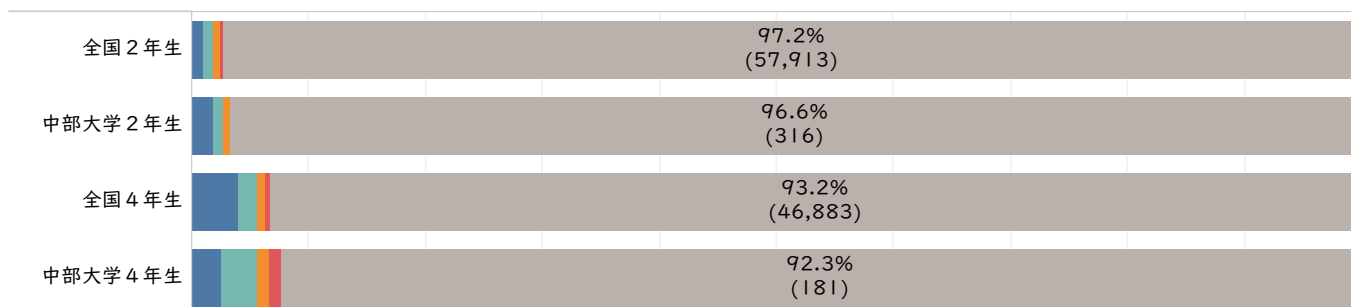 全国２年生
97.2%
(57,913)
中部大学２年生
96.6%
(316)
全国４年生
93.2%
(46,883)
中部大学４年生
92.3%
(181)